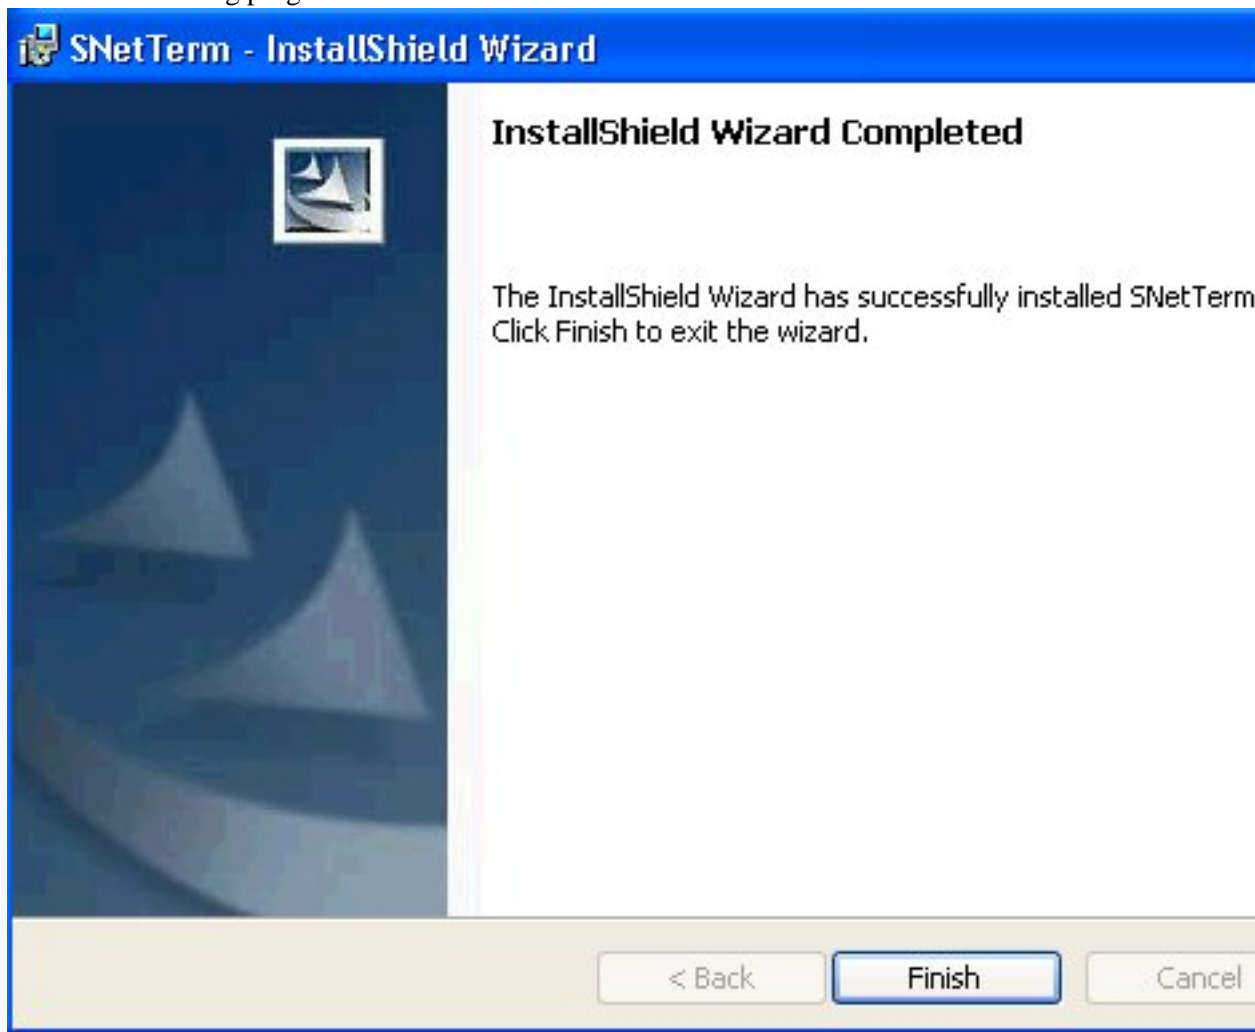 SNetTerm - InstallShield Wizard
InstallShield Wizard Completed
The InstallShield Wizard has successfully installed SNetTerm
Click Finish to exit the wizard.
< Back
Finish
Cancel